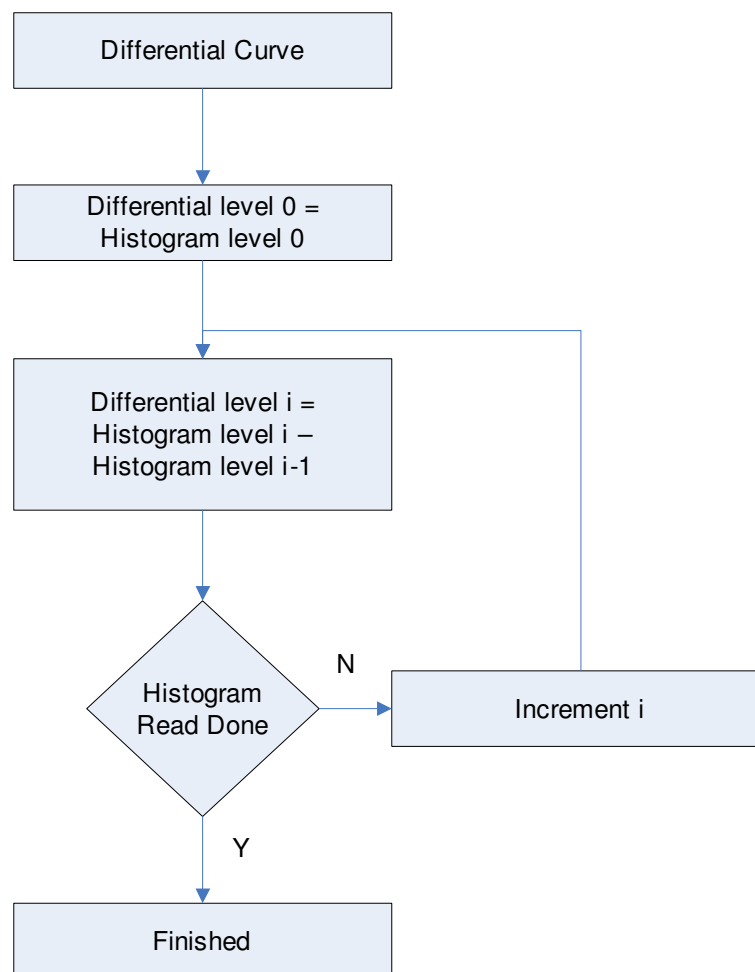 Differential Curve
Differential level 0 =
Histogram level 0
Differential level i =
Histogram level i –
Histogram level i-1
Histogram
Read Done
N
Increment i
Y
Finished